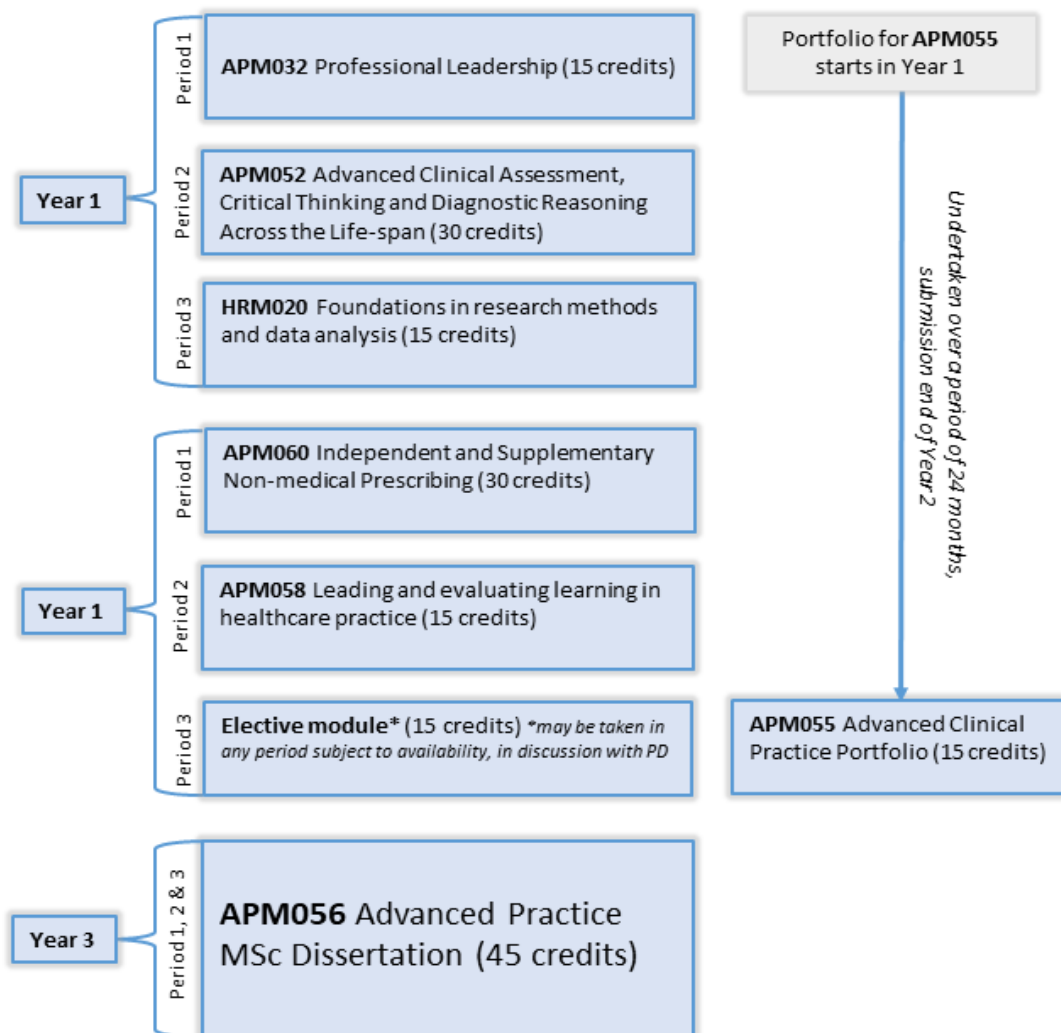 Period 1
APM032 Professional Leadership (15 credits)
Portfolio for APM055
starts in Year 1
Year 1
Period 2
APM052 Advanced Clinical Assessment,
Critical Thinking and Diagnostic Reasoning
Across the Life-span (30 credits)
Period 3
HRM020 Foundations in research methods
and data analysis (15 credits)
Undertaken over a period of 24 months,
submission end of Year 2
Year 1
Period 1
APM060 Independent and Supplementary
Non-medical Prescribing (30 credits)
Period 2
APM058 Leading and evaluating learning in
healthcare practice (15 credits)
Period 3
Elective module* (15 credits) *may be taken in
any period subject to availability, in discussion with PD
APM055 Advanced Clinical
Practice Portfolio (15 credits)
Year 3
Period 1, 2 & 3
APM056 Advanced Practice
MSc Dissertation (45 credits)